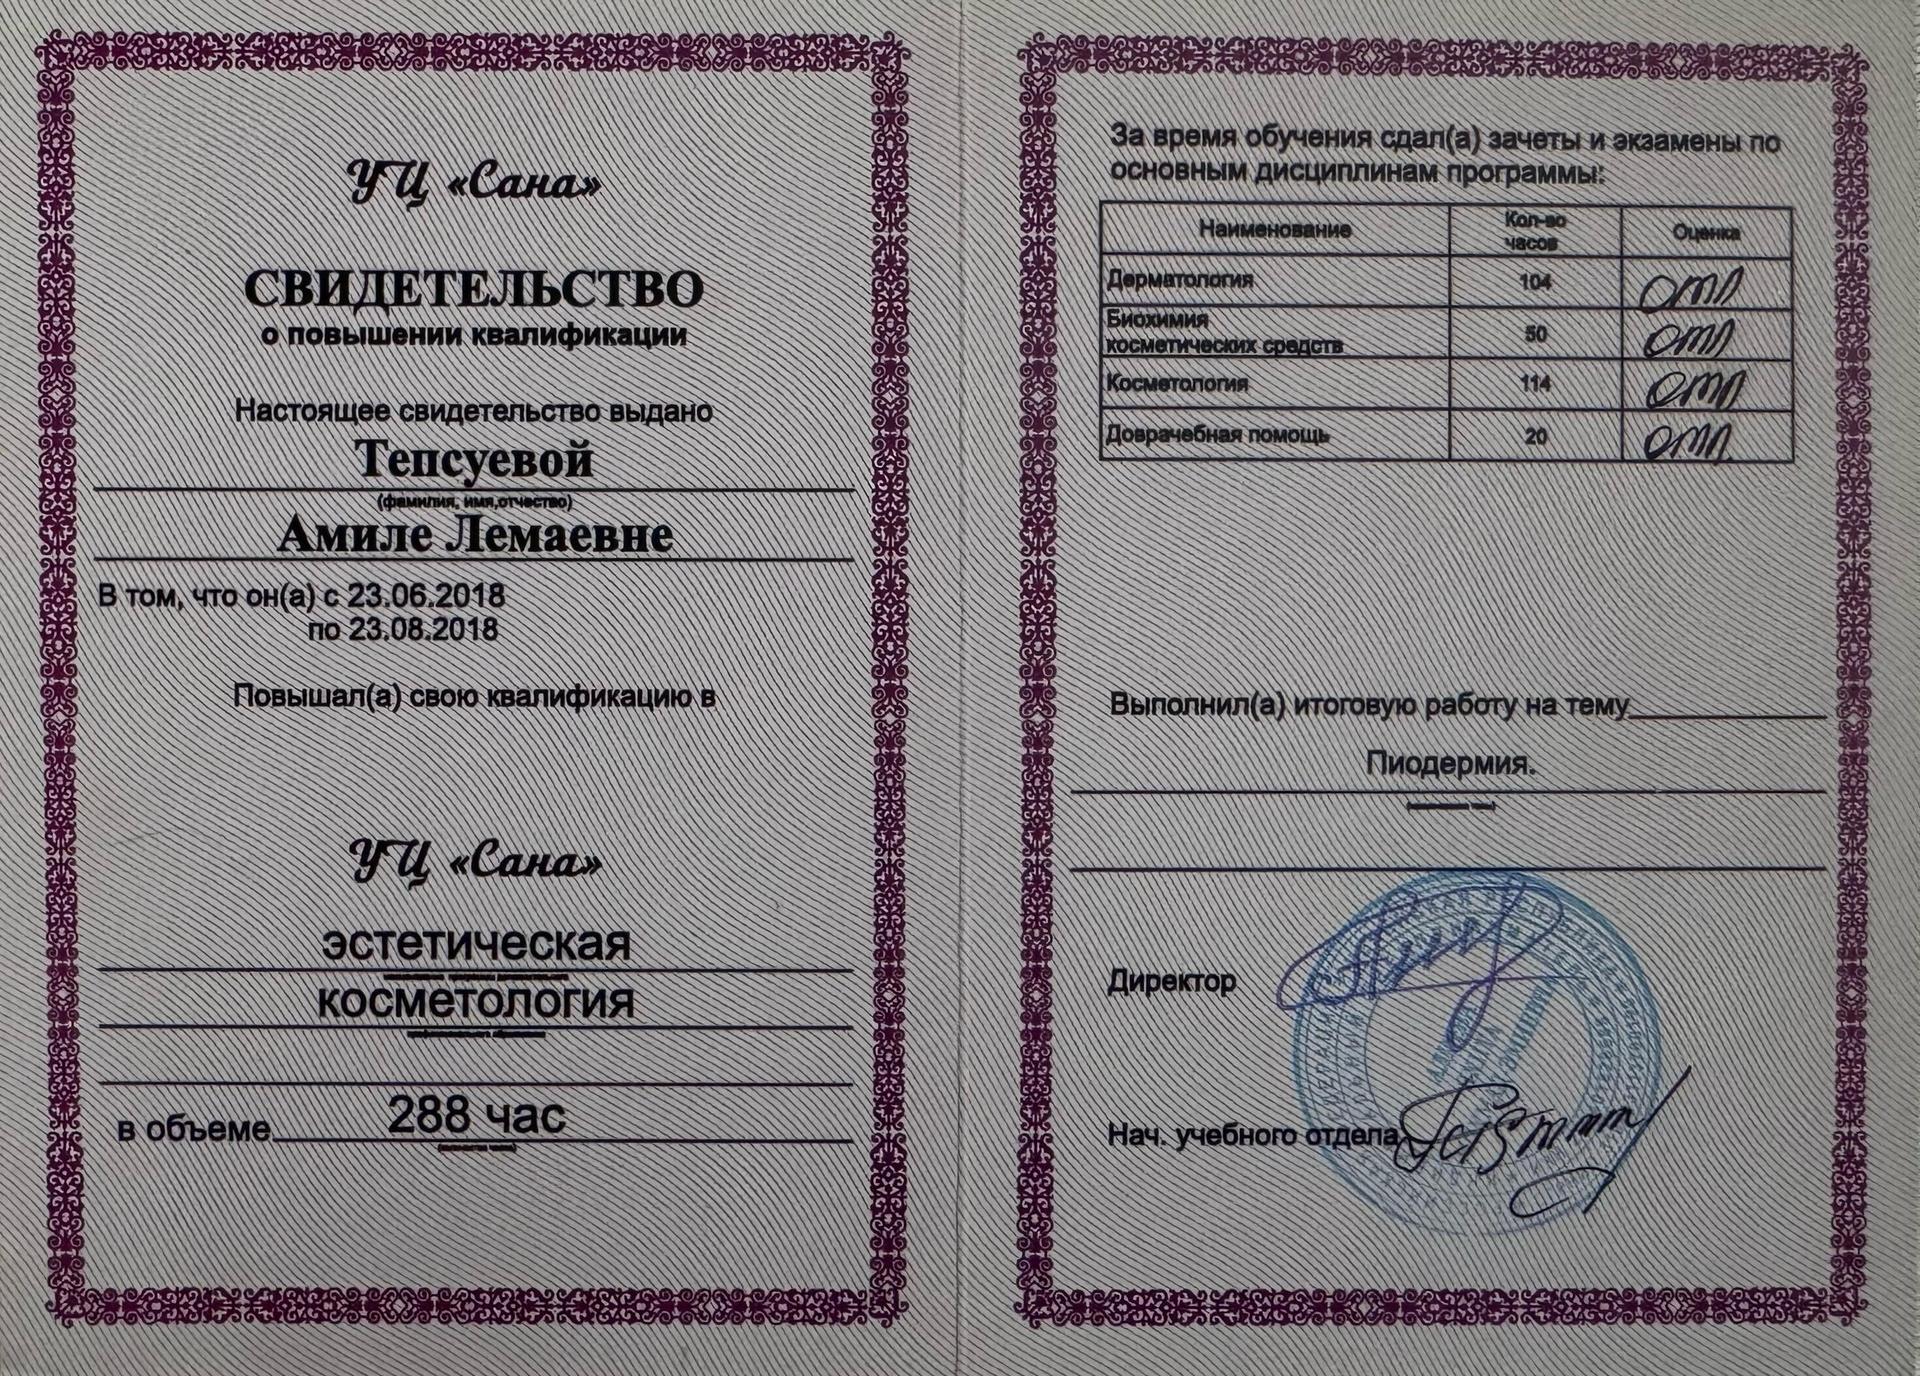 УЦ «Сана»
СВИДЕТЕЛЬСТВО
о повышении квалификации
Настоящее свидетельство выдано
Тепсуевой
(фамилия, имя,отчество)
Амиле Лемаевне
В том, что он(а) с 23.06.2018
по 23.08.2018
Повышал(а) свою квалификацию в
УЦ «Сана»
эстетическая
косметология
в объеме 288 час
За время обучения сдал(а) зачеты и экзамены по
основным дисциплинам программы:
Наименование Кол-во часов Оценка
Дерматология 104 отл
Биохимия
косметических средств 50 отл
Косметология 114 отл
Доврачебная помощь 20 отл
Выполнил(а) итоговую работу на тему
Пиодермия.
Директор
Нач. учебного отдела